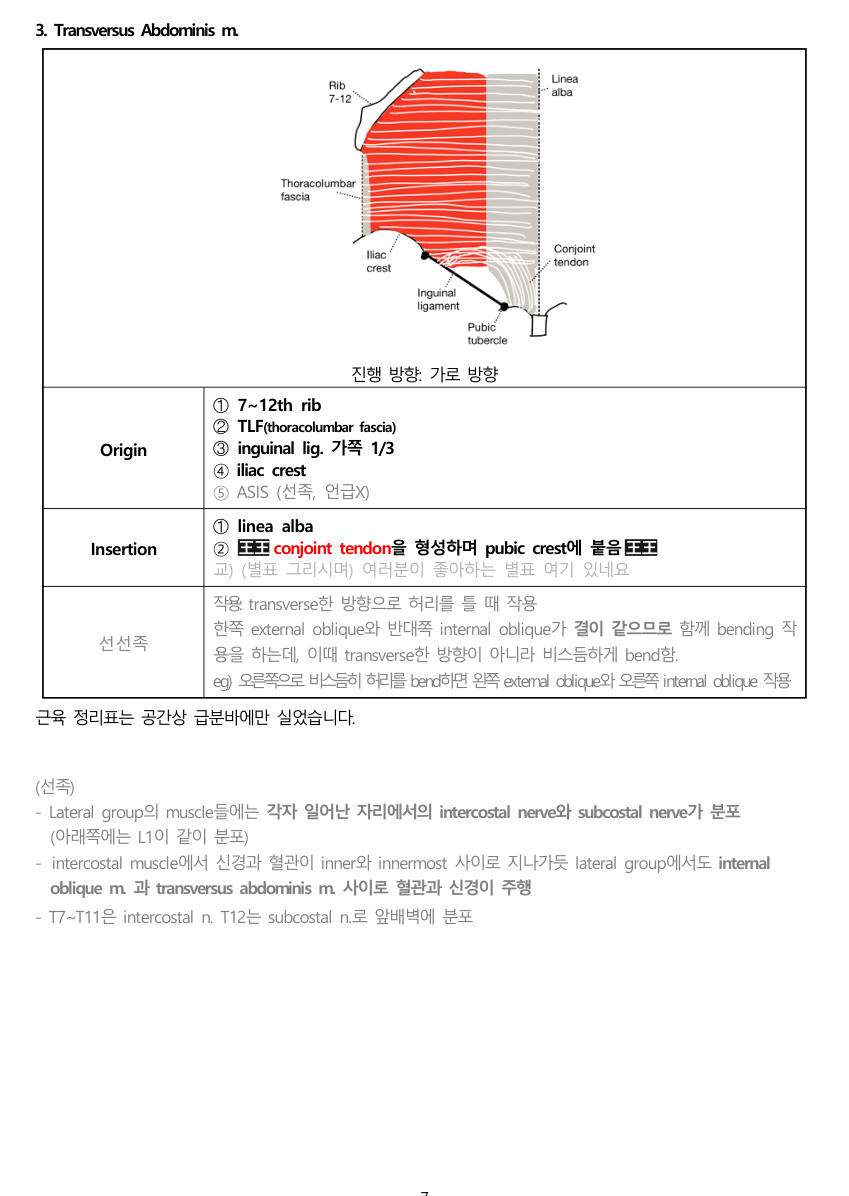 3. Transversus Abdominis m.
Rib
7-12
Linea
alba
Thoracolumbar
fascia
Iliac
crest
Conjoint
tendon
Inguinal
ligament
Pubic
tubercle
진행 방향: 가로 방향
Origin
① 7~12th rib
② TLF(thoracolumbar fascia)
③ inguinal lig. 가쪽 1/3
④ iliac crest
⑤ ASIS (선족, 언급X)
Insertion
① linea alba
② conjoint tendon을 형성하며 pubic crest에 붙음
교) (별표 그리시며) 여러분이 좋아하는 별표 여기 있네요
선선족
작용: transverse한 방향으로 허리를 틀 때 작용
한쪽 external oblique와 반대쪽 internal oblique가 결이 같으므로 함께 bending 작
용을 하는데, 이때 transverse한 방향이 아니라 비스듬하게 bend함.
eg) 오른쪽으로 비스듬히 허리를 bend하면 왼쪽 external oblique와 오른쪽 internal oblique 작용
근육 정리표는 공간상 급분바에만 실었습니다.
(선족)
- Lateral group의 muscle들에는 각자 일어난 자리에서의 intercostal nerve와 subcostal nerve가 분포
(아래쪽에는 L1이 같이 분포)
- intercostal muscle에서 신경과 혈관이 inner와 innermost 사이로 지나가듯 lateral group에서도 internal
oblique m. 과 transversus abdominis m. 사이로 혈관과 신경이 주행
- T7~T11은 intercostal n. T12는 subcostal n.로 앞배벽에 분포